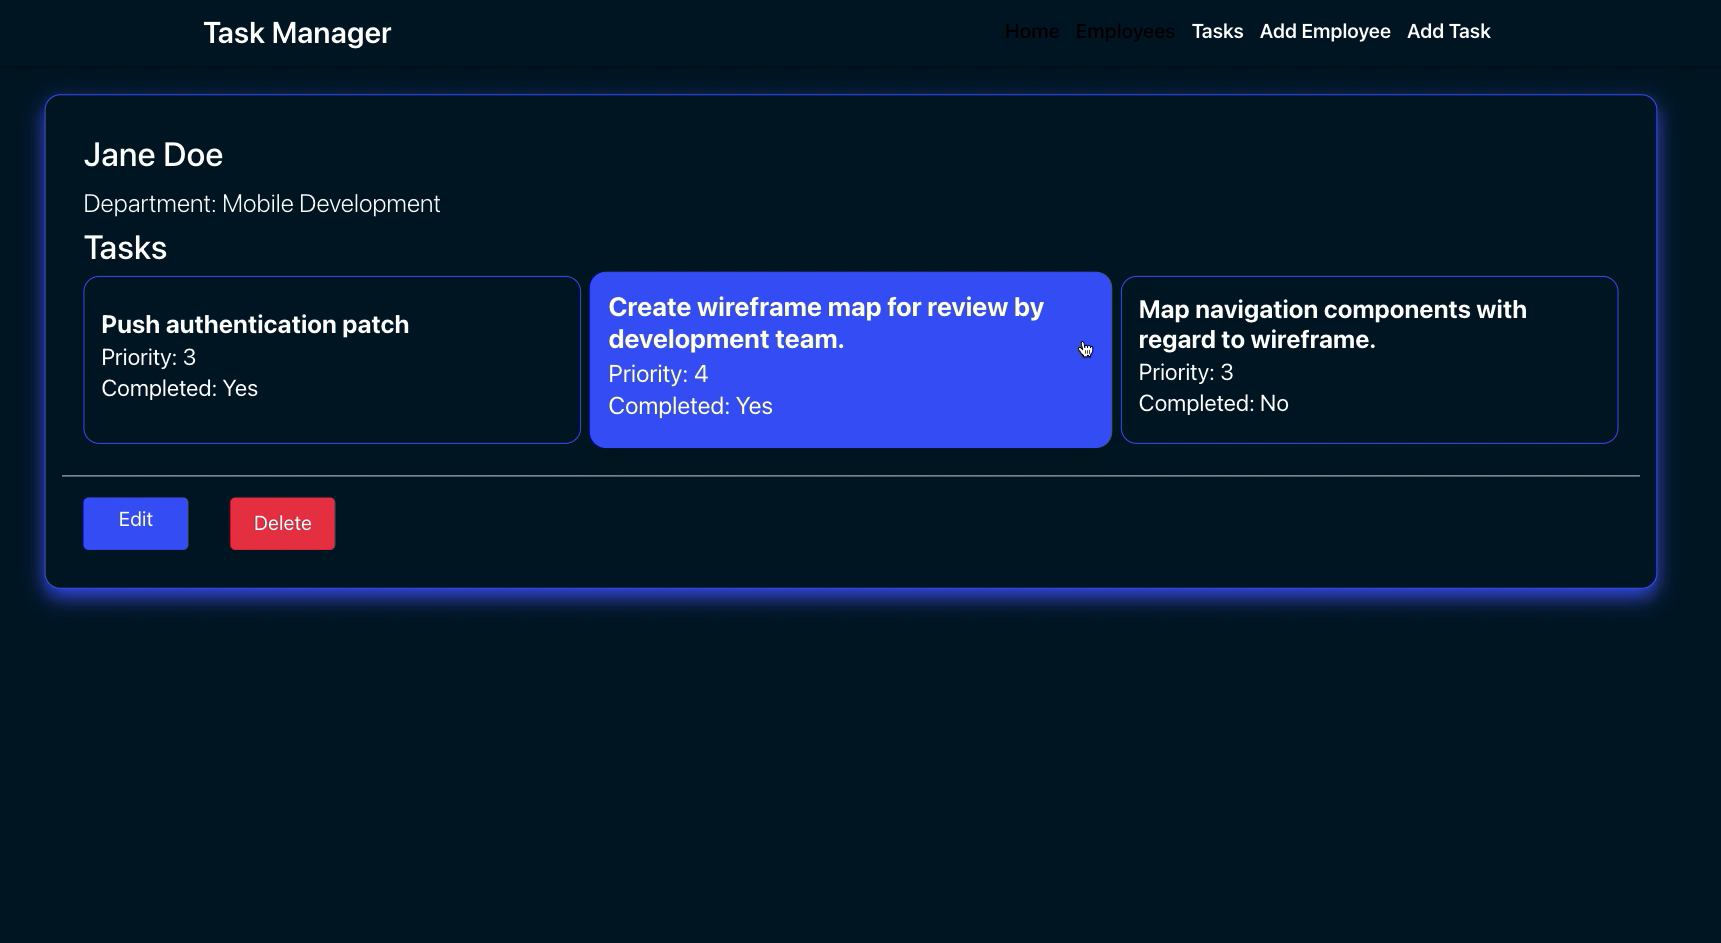 Task Manager
Home Employees Tasks Add Employee Add Task
Jane Doe
Department: Mobile Development
Tasks
Push authentication patch
Priority: 3
Completed: Yes
Create wireframe map for review by
development team.
Priority: 4
Completed: Yes
Map navigation components with
regard to wireframe.
Priority: 3
Completed: No
Edit
Delete